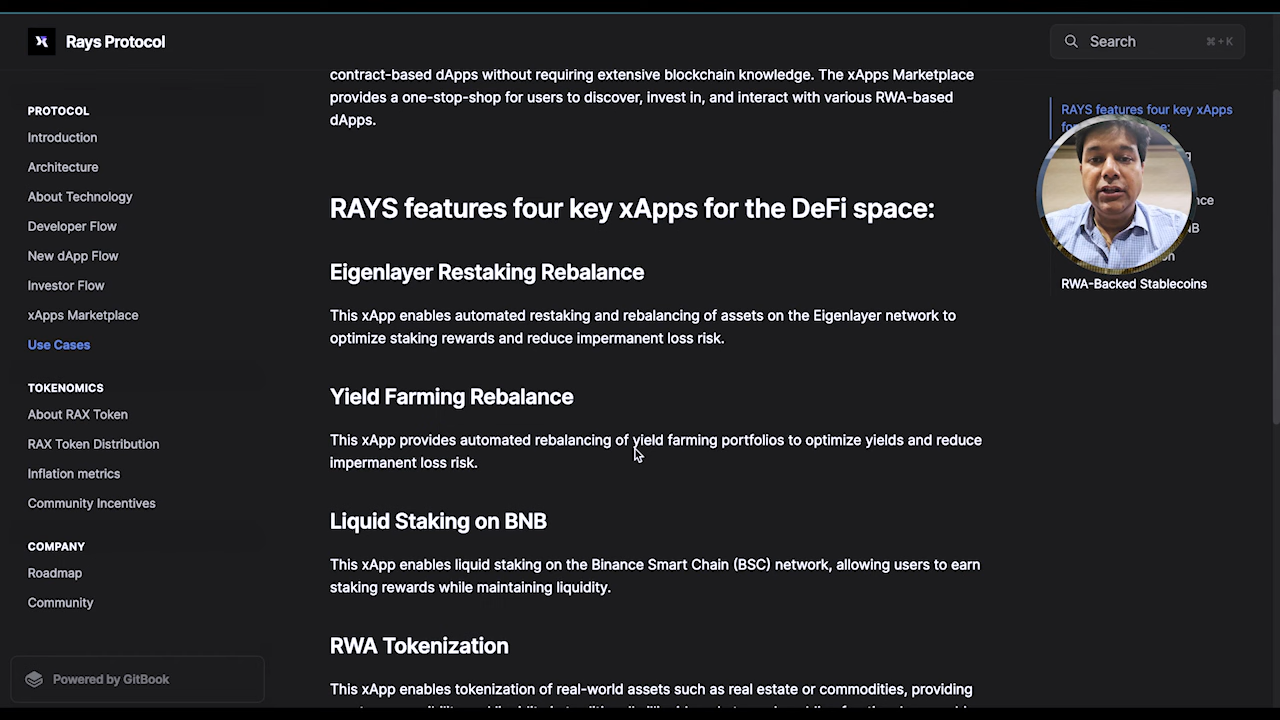 Rays Protocol
Search
⌘+K
PROTOCOL
Introduction
Architecture
About Technology
Developer Flow
New dApp Flow
Investor Flow
xApps Marketplace
Use Cases
TOKENOMICS
About RAX Token
RAX Token Distribution
Inflation metrics
Community Incentives
COMPANY
Roadmap
Community
Powered by GitBook
contract-based dApps without requiring extensive blockchain knowledge. The xApps Marketplace
provides a one-stop-shop for users to discover, invest in, and interact with various RWA-based
dApps.
RAYS features four key xApps for the DeFi space:
Eigenlayer Restaking Rebalance
This xApp enables automated restaking and rebalancing of assets on the Eigenlayer network to
optimize staking rewards and reduce impermanent loss risk.
Yield Farming Rebalance
This xApp provides automated rebalancing of yield farming portfolios to optimize yields and reduce
impermanent loss risk.
Liquid Staking on BNB
This xApp enables liquid staking on the Binance Smart Chain (BSC) network, allowing users to earn
staking rewards while maintaining liquidity.
RWA Tokenization
This xApp enables tokenization of real-world assets such as real estate or commodities, providing
RAYS features four key xApps
RWA-Backed Stablecoins